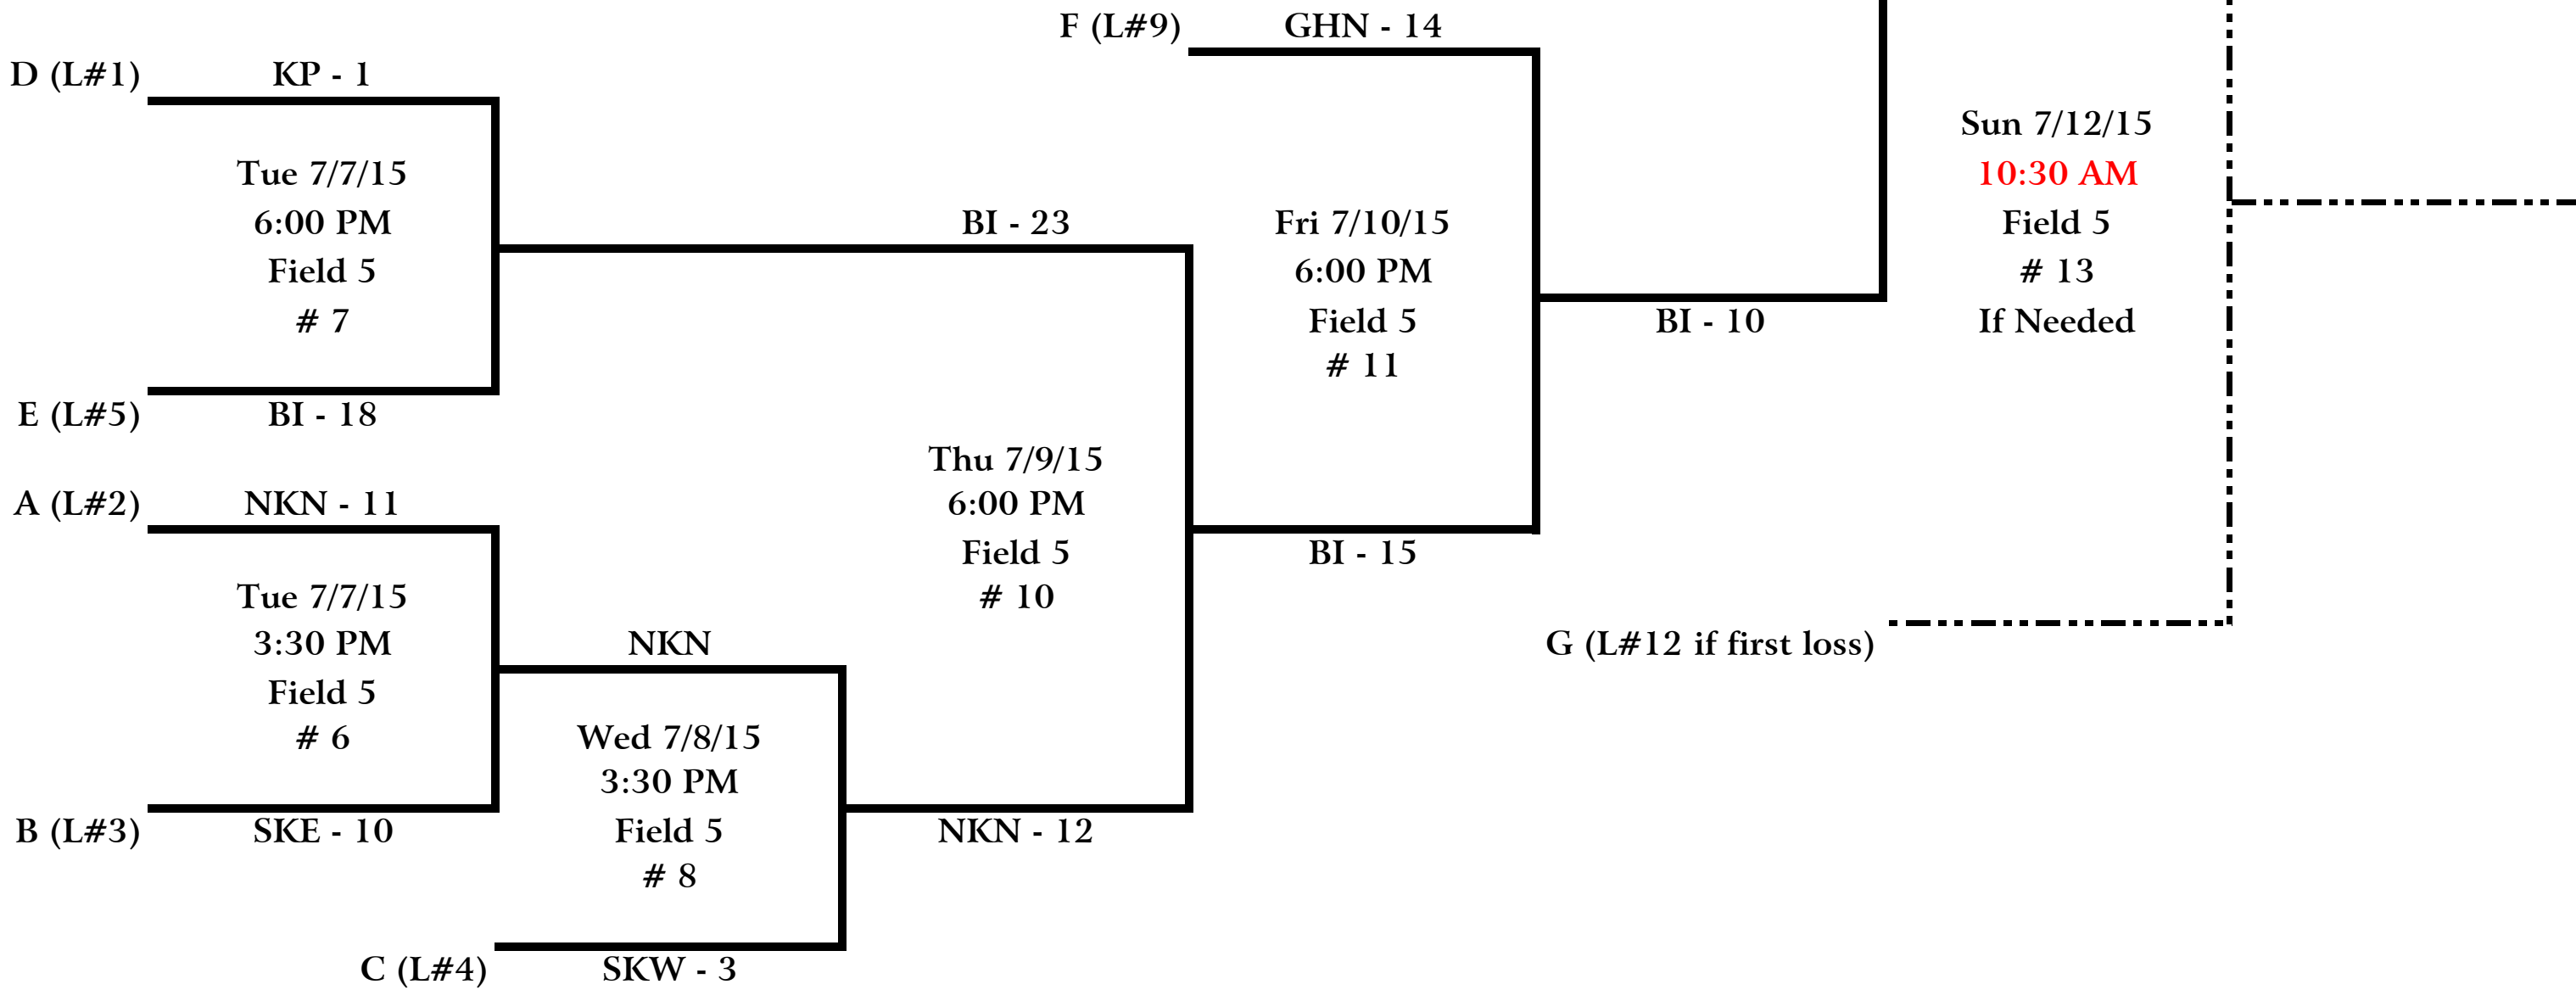 F (L#9)
GHN - 14
D (L#1)
KP - 1
Tue 7/7/15
6:00 PM
Field 5
# 7
E (L#5)
BI - 18
BI - 23
A (L#2)
NKN - 11
Tue 7/7/15
3:30 PM
Field 5
# 6
B (L#3)
SKE - 10
NKN
Wed 7/8/15
3:30 PM
Field 5
# 8
C (L#4)
SKW - 3
NKN - 12
Thu 7/9/15
6:00 PM
Field 5
# 10
Fri 7/10/15
6:00 PM
Field 5
# 11
BI - 15
BI - 10
Sun 7/12/15
10:30 AM
Field 5
# 13
If Needed
G (L#12 if first loss)